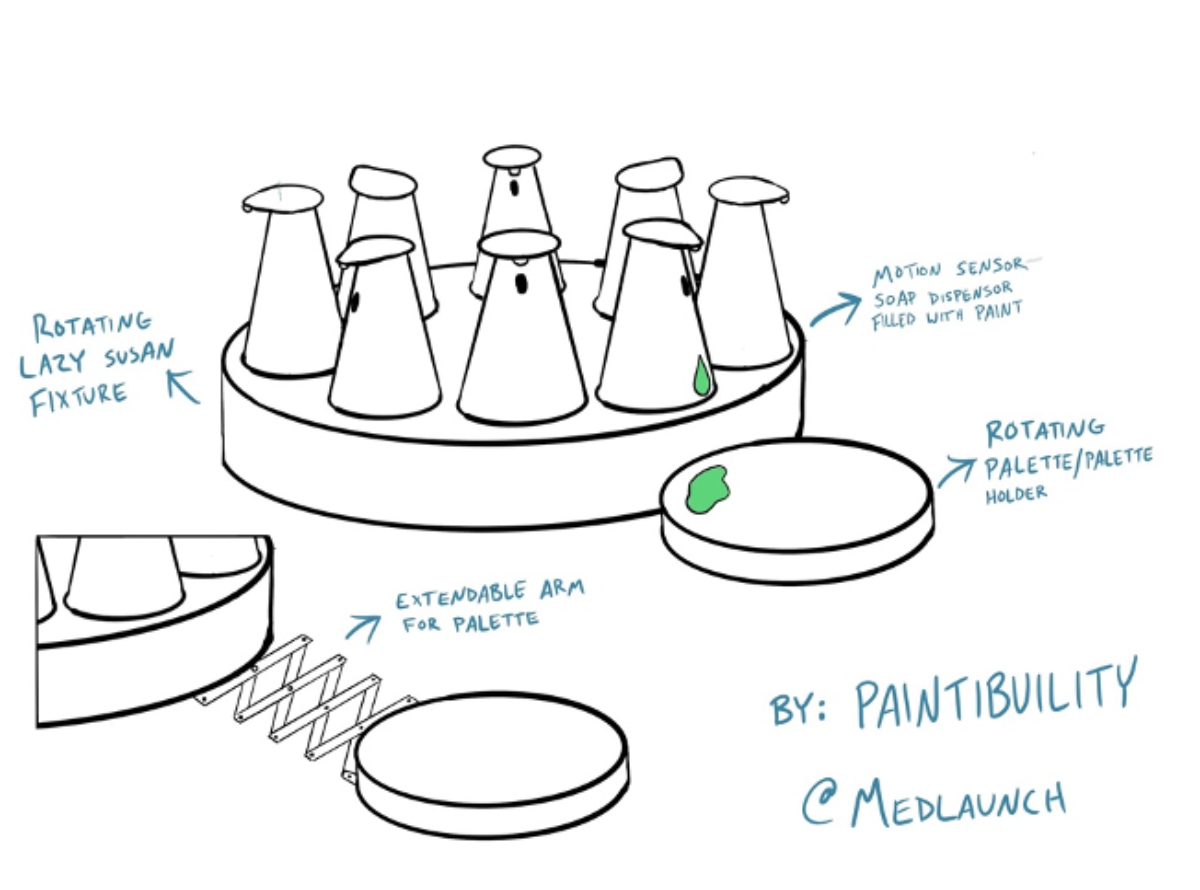 MOTION SENSOR
SOAP DISPENSOR
FILLED WITH PAINT
ROTATING
LAZY SUSAN
FIXTURE
ROTATING
PALETTE/PALETTE
HOLDER
EXTENDABLE ARM
FOR PALETTE
BY: PAINTIBUILITY
@MEDLAUNCH